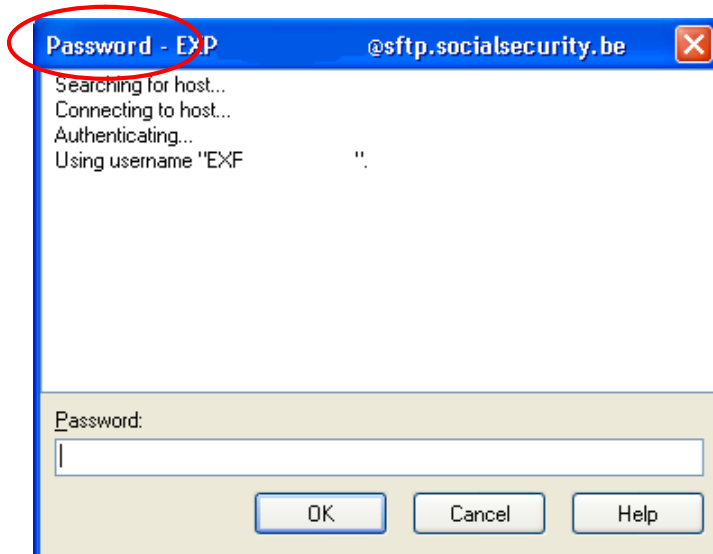 Password - EXP @sftp.socialsecurity.be
Searching for host...
Connecting to host...
Authenticating...
Using username "EXF ".
Password:
OK Cancel Help